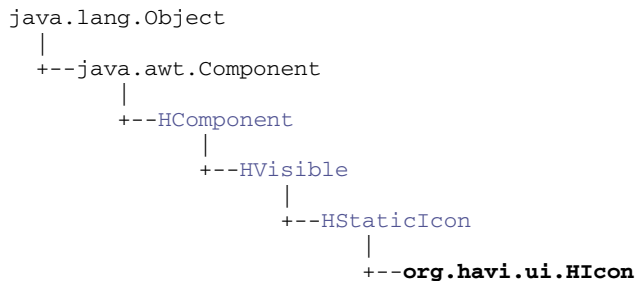 java.lang.Object
|
+--java.awt.Component
|
+--HComponent
|
+--HVisible
|
+--HStaticIcon
|
+--org.havi.ui.HIcon